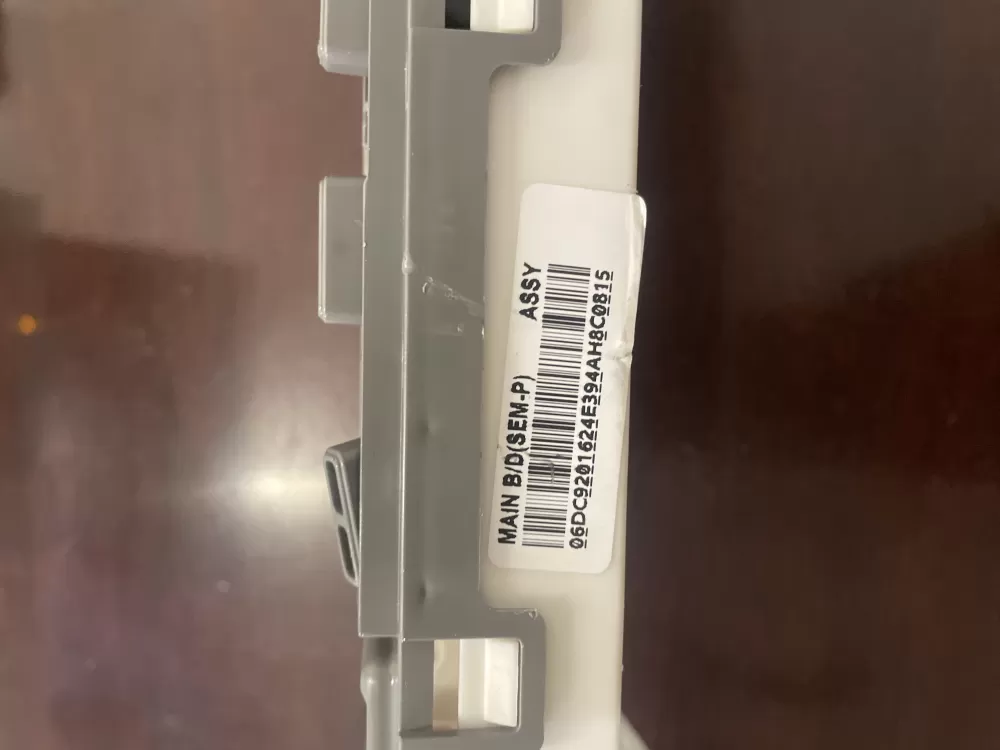 MAIN B/D(SEM-P) ASSY
06DC9201624E394AH8C0815